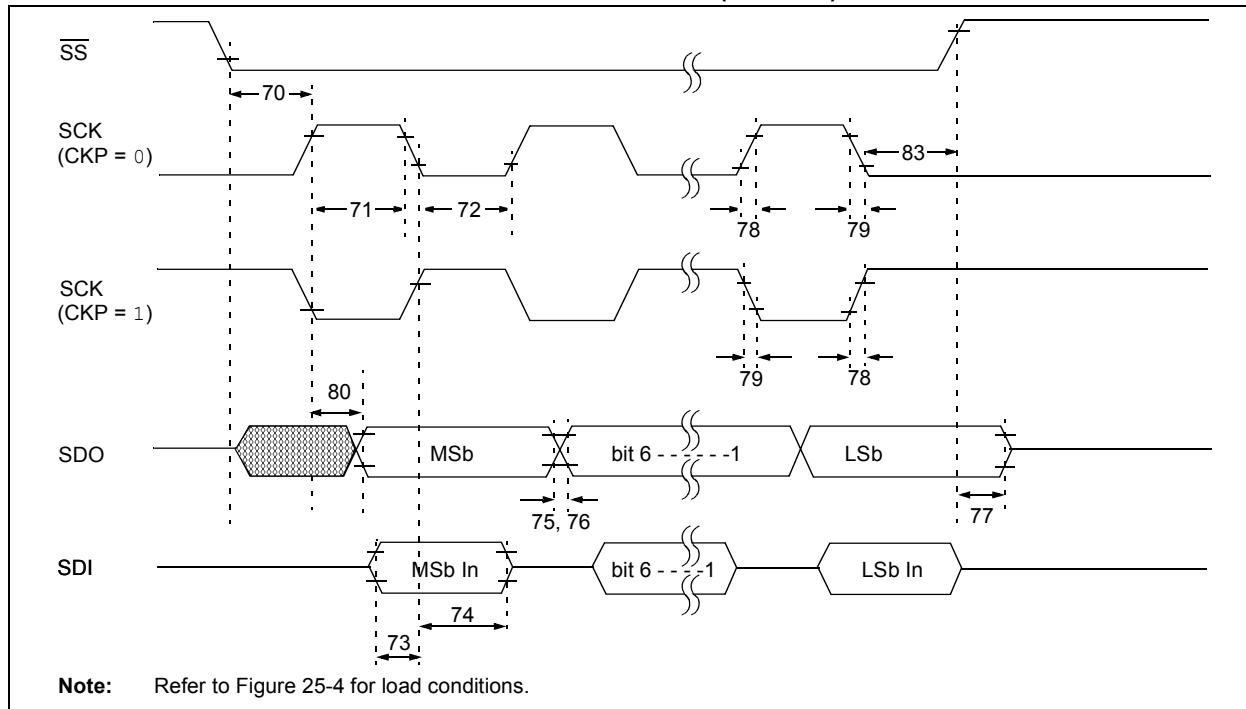 SS
70
SCK
(CKP = 0)
83
71
72
78
79
SCK
(CKP = 1)
79
78
80
SDO
MSb
bit 6 - - - - - -1
LSb
75, 76
77
SDI
MSb In
bit 6 - - - -1
LSb In
74
73
Note: Refer to Figure 25-4 for load conditions.